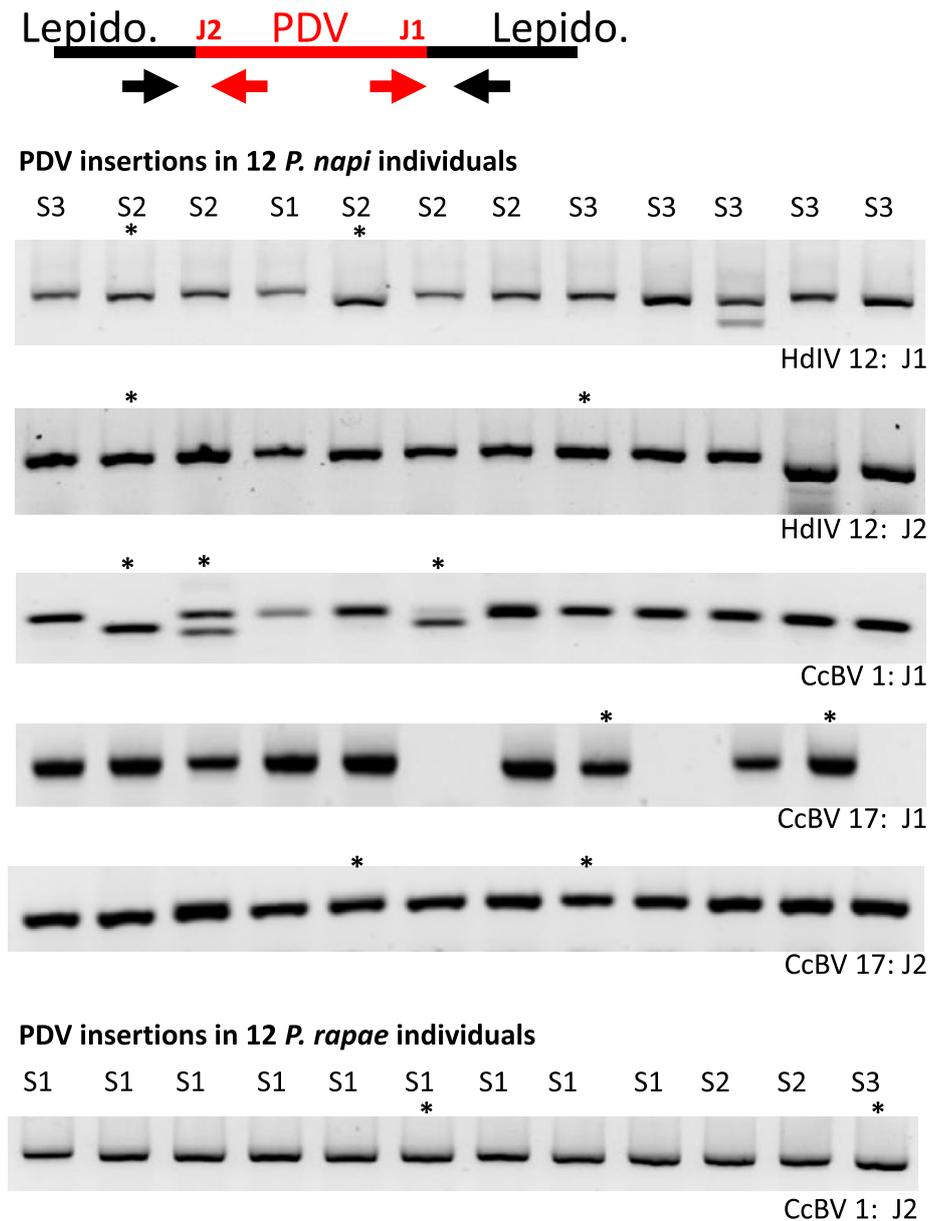 Lepido. J2 PDV J1 Lepido.
PDV insertions in 12 P. napi individuals
S3 S2 S2 S1 S2 S2 S2 S3 S3 S3 S3 S3
* *
HdIV 12: J1
* *
HdIV 12: J2
* * *
CcBV 1: J1
* *
CcBV 17: J1
* *
CcBV 17: J2
PDV insertions in 12 P. rapae individuals
S1 S1 S1 S1 S1 S1 S1 S1 S1 S2 S2 S3
* *
CcBV 1: J2